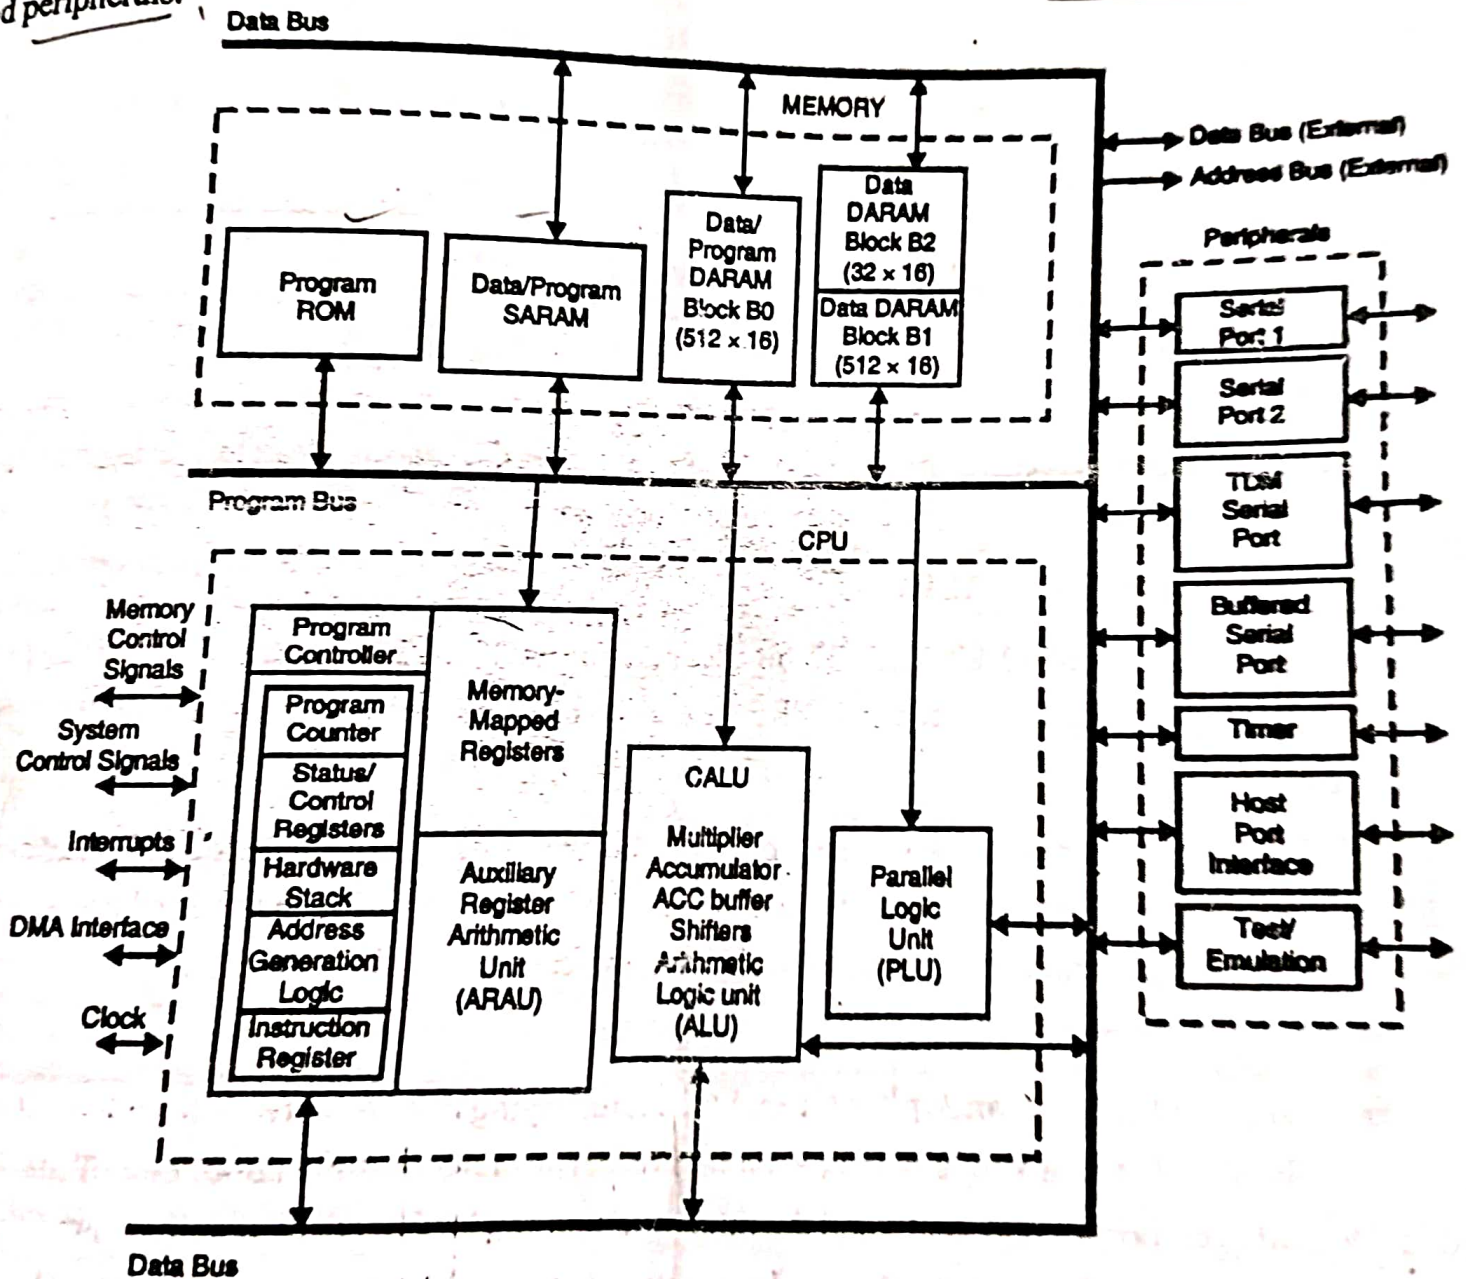 d peripherals.
Data Bus
MEMORY
Data Bus (External)
Address Bus (External)
Program
ROM
Data/Program
SARAM
Data/
Program
DARAM
Block B0
(512 × 16)
Data
DARAM
Block B2
(32 × 16)
Data DARAM
Block B1
(512 × 16)
Peripherals
Serial
Port 1
Serial
Port 2
TDM
Serial
Port
Buffered
Serial
Port
Timer
Host
Port
Interface
Test/
Emulation
Program Bus
CPU
Memory
Control
Signals
System
Control Signals
Interrupts
DMA Interface
Clock
Program
Controller
Program
Counter
Status/
Control
Registers
Hardware
Stack
Address
Generation
Logic
Instruction
Register
Memory-
Mapped
Registers
Auxiliary
Register
Arithmetic
Unit
(ARAU)
CALU
Multiplier
Accumulator
ACC buffer
Shifters
Arithmetic
Logic unit
(ALU)
Parallel
Logic
Unit
(PLU)
Data Bus